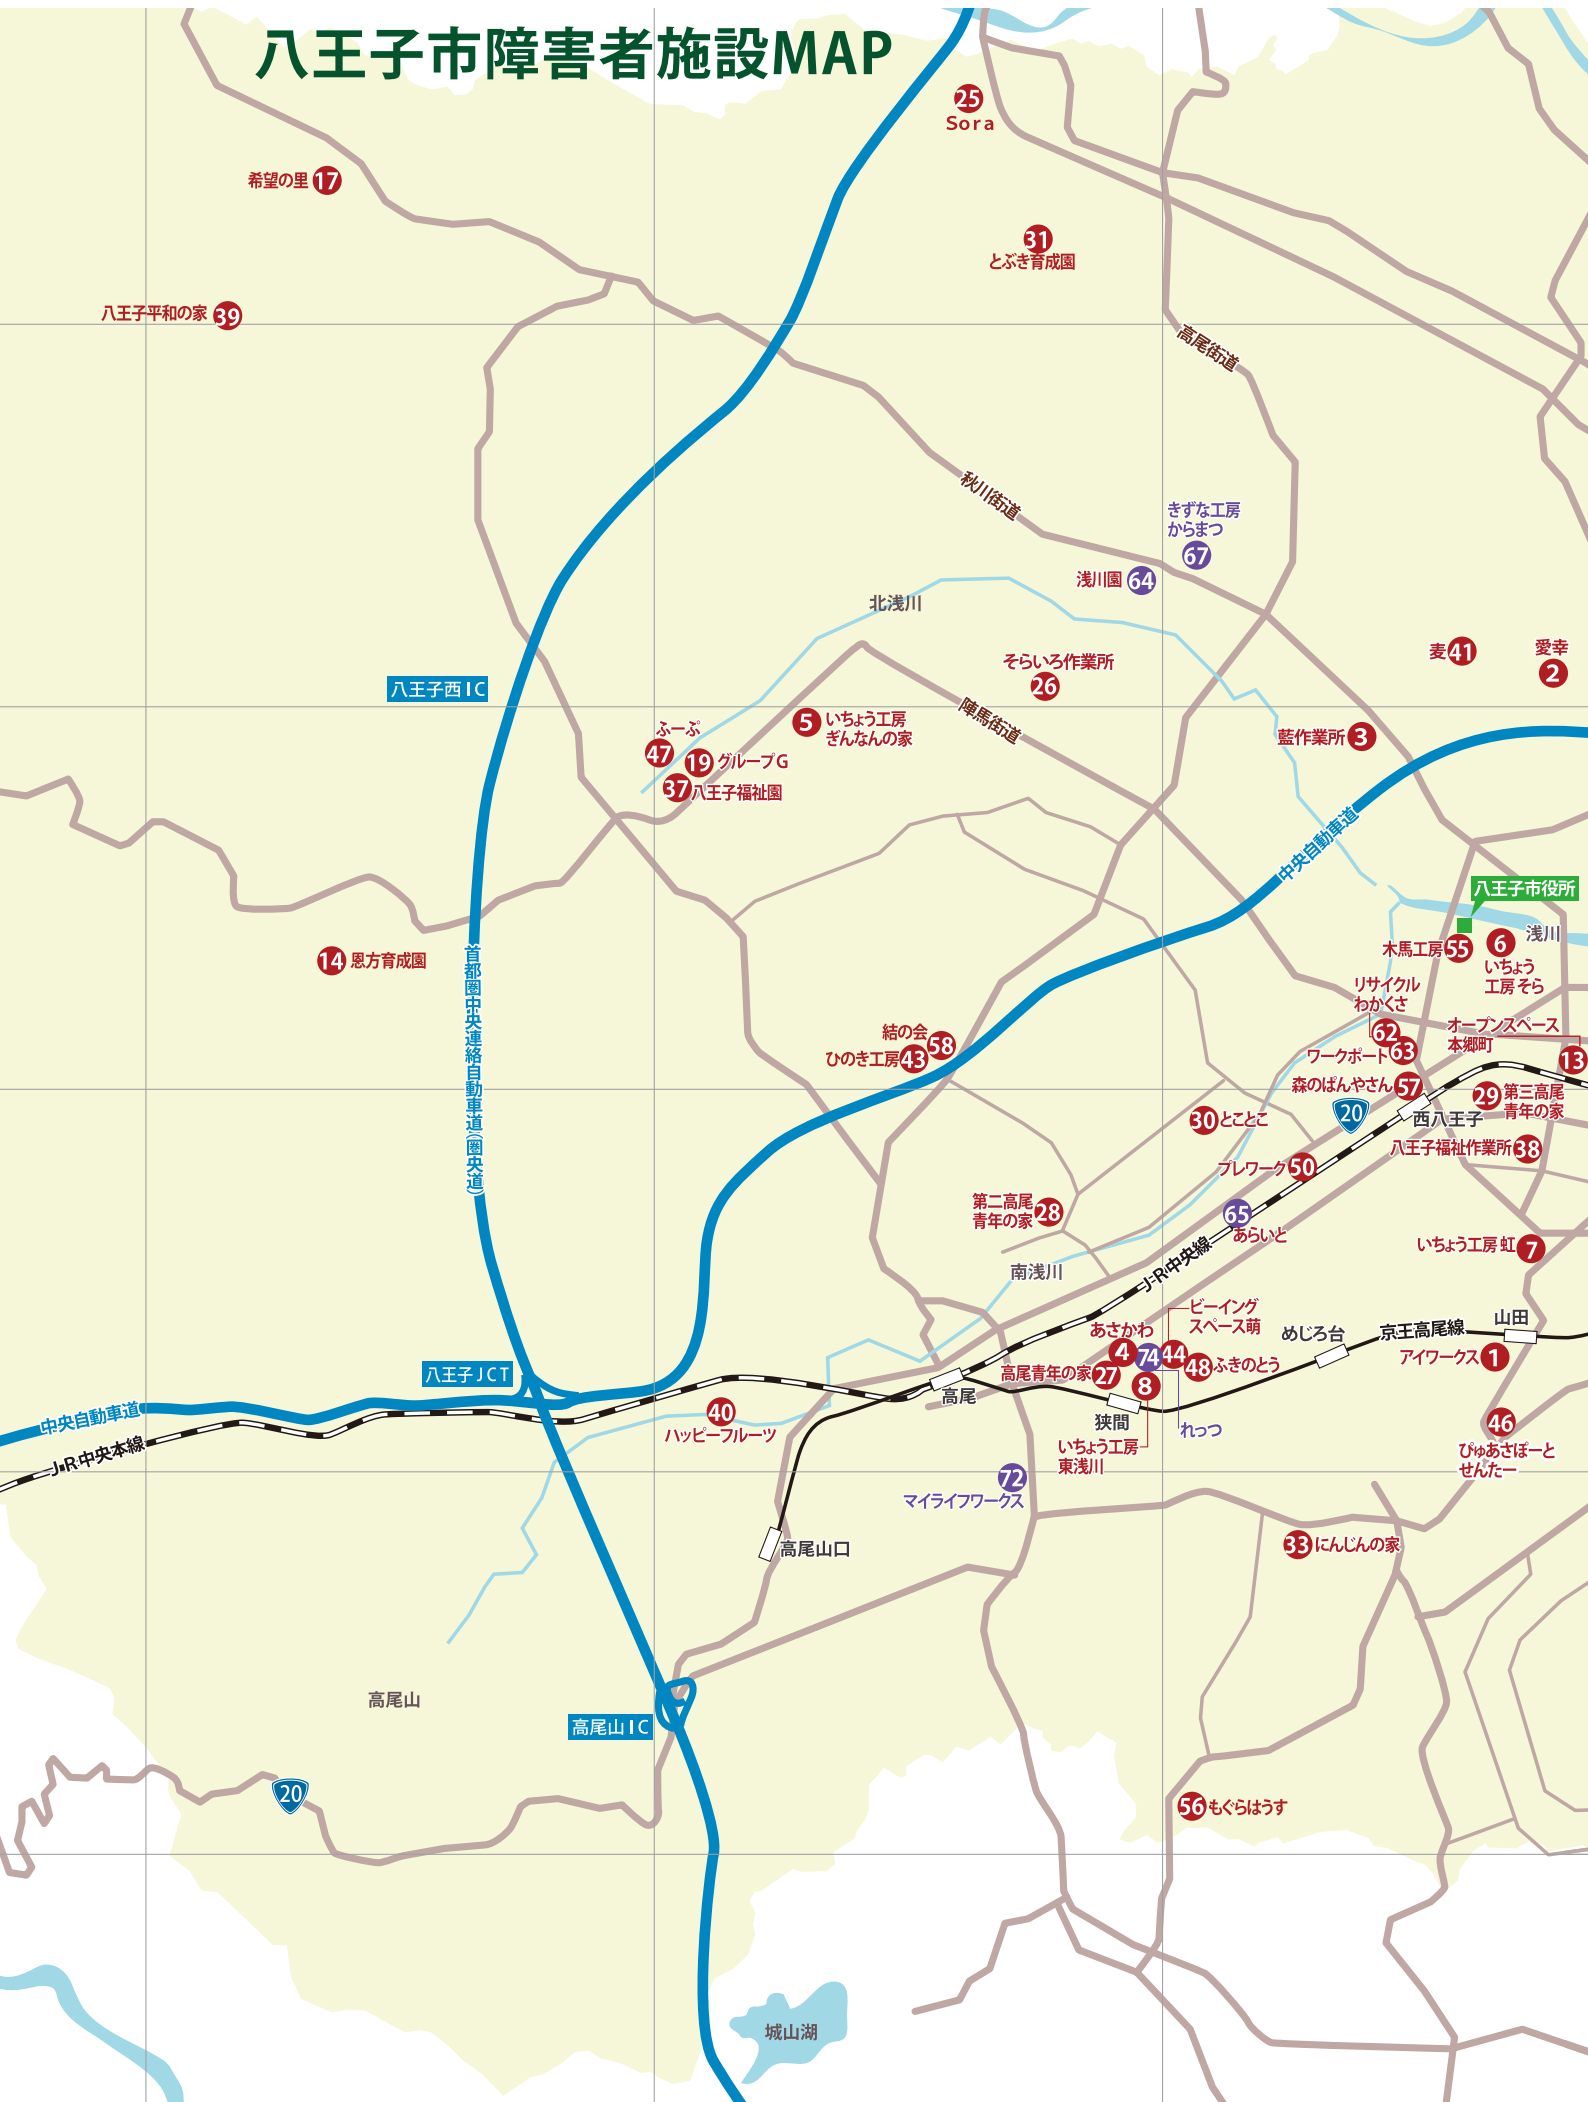 八王子市障害者施設MAP
25
Sora
希望の里 17
31
とぶき育成園
八王子平和の家 39
高尾街道
秋川街道
きずな工房
からまつ
67
浅川園 64
北浅川
麦 41
愛幸
2
そらいろ作業所
26
八王子西IC
陣馬街道
5 いちょう工房
ぎんなんの家
ふーぷ
47
19 グループG
37 八王子福祉園
藍作業所 3
中央自動車道
八王子市役所
浅川
木馬工房 55
6
いちょう
工房 そら
14 恩方育成園
首都圏中央連絡自動車道(圏央道)
リサイクル
わかくさ
62
オープンスペース
本郷町
13
結の会 58
ひのき工房 43
ワークポート 63
森のぱんやさん 57
29 第三高尾
青年の家
20
西八王子
30 とことこ
八王子福祉作業所 38
プレワーク 50
第二高尾
青年の家 28
65
あらいと
いちょう工房 虹 7
JR中央線
南浅川
ビーイング
スペース萌
山田
あさかわ
4
74
44
めじろ台
京王高尾線
48 ふきのとう
アイワークス 1
高尾青年の家 27
8
八王子JCT
高尾
狭間
中央自動車道
JR中央本線
40
ハッピーフルーツ
れっつ
46
ぴゅあさぽーと
せんたー
いちょう工房
東浅川
72
マイライフワークス
高尾山口
33 にんじんの家
高尾山
高尾山IC
20
56 もぐらはうす
城山湖